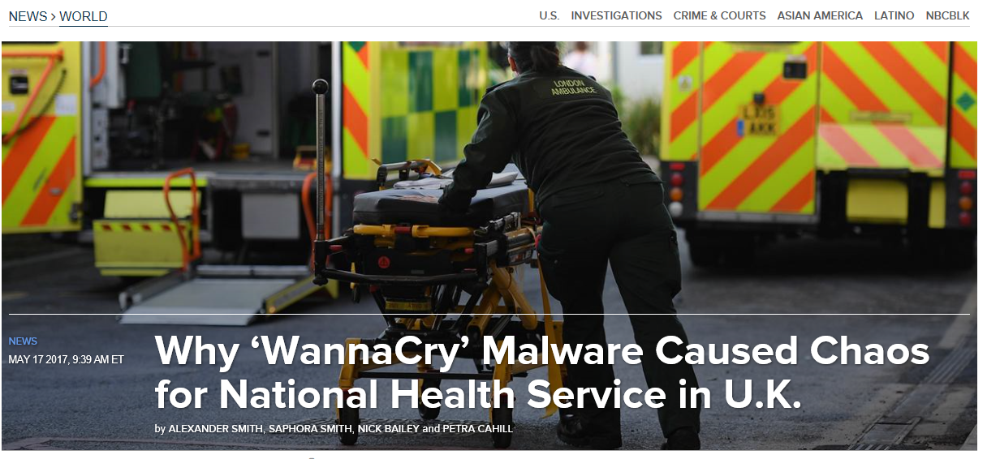 NEWS > WORLD
U.S. INVESTIGATIONS CRIME & COURTS ASIAN AMERICA LATINO NBCBLK
LONDON
AMBULANCE
LX15
AKK
NEWS
MAY 17 2017, 9:39 AM ET
Why ‘WannaCry’ Malware Caused Chaos
for National Health Service in U.K.
by ALEXANDER SMITH, SAPHORA SMITH, NICK BAILEY and PETRA CAHILL